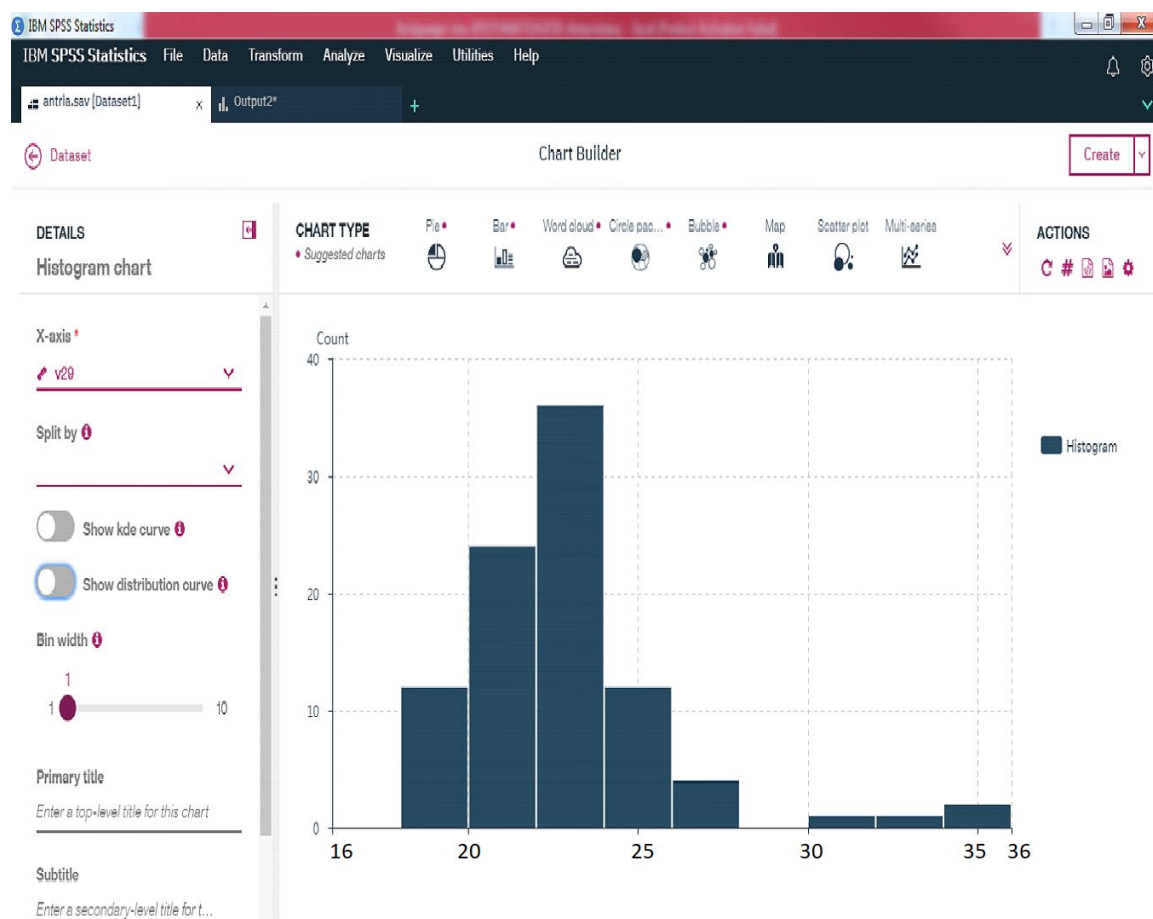 IBM SPSS Statistics
IBM SPSS Statistics File Data Transform Analyze Visualize Utilities Help
antria.sav [Dataset1] x Output2* +
Dataset
Chart Builder
Create
DETAILS
Histogram chart
X-axis *
v29
Split by
Show kde curve
Show distribution curve
Bin width
1
1 10
Primary title
Enter a top-level title for this chart
Subtitle
Enter a secondary-level title for t...
CHART TYPE
• Suggested charts
Pie • Bar • Word cloud • Circle pac... • Bubble • Map Scatter plot Multi-series
ACTIONS
Count
40
30
20
10
0
16 20 25 30 35 36
Histogram